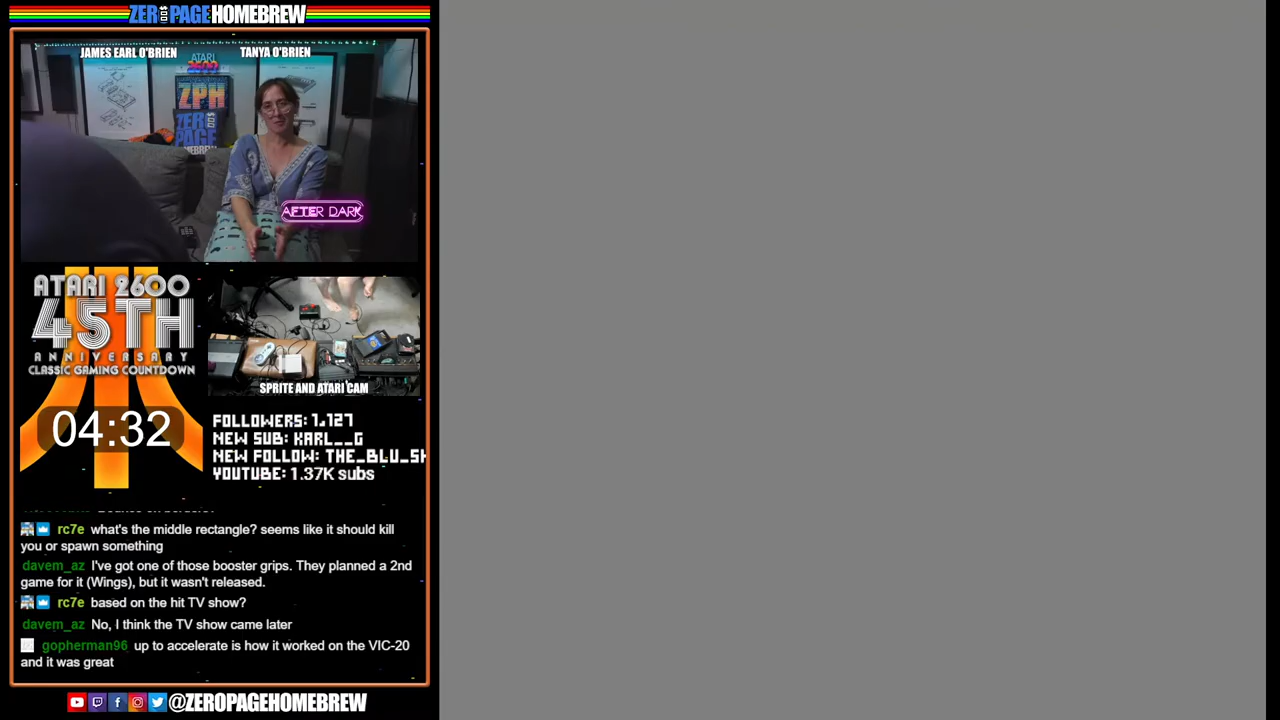 ZEROPAGEHOMEBREW
JAMES EARL O'BRIEN
TANYA O'BRIEN
ATARI
2600
ZPH
ZERO
PAGE
AFTER DARK
ATARI 2600
45TH
ANNIVERSARY
CLASSIC GAMING COUNTDOWN
04:32
SPRITE AND ATARI CAM
FOLLOWERS: 1,127
NEW SUB: KARL__G
NEW FOLLOW: THE_BLU_SH
YOUTUBE: 1.37K subs
rc7e what's the middle rectangle? seems like it should kill
you or spawn something
davem_az I've got one of those booster grips. They planned a 2nd
game for it (Wings), but it wasn't released.
rc7e based on the hit TV show?
davem_az No, I think the TV show came later
gopherman96 up to accelerate is how it worked on the VIC-20
and it was great
@ZEROPAGEHOMEBREW